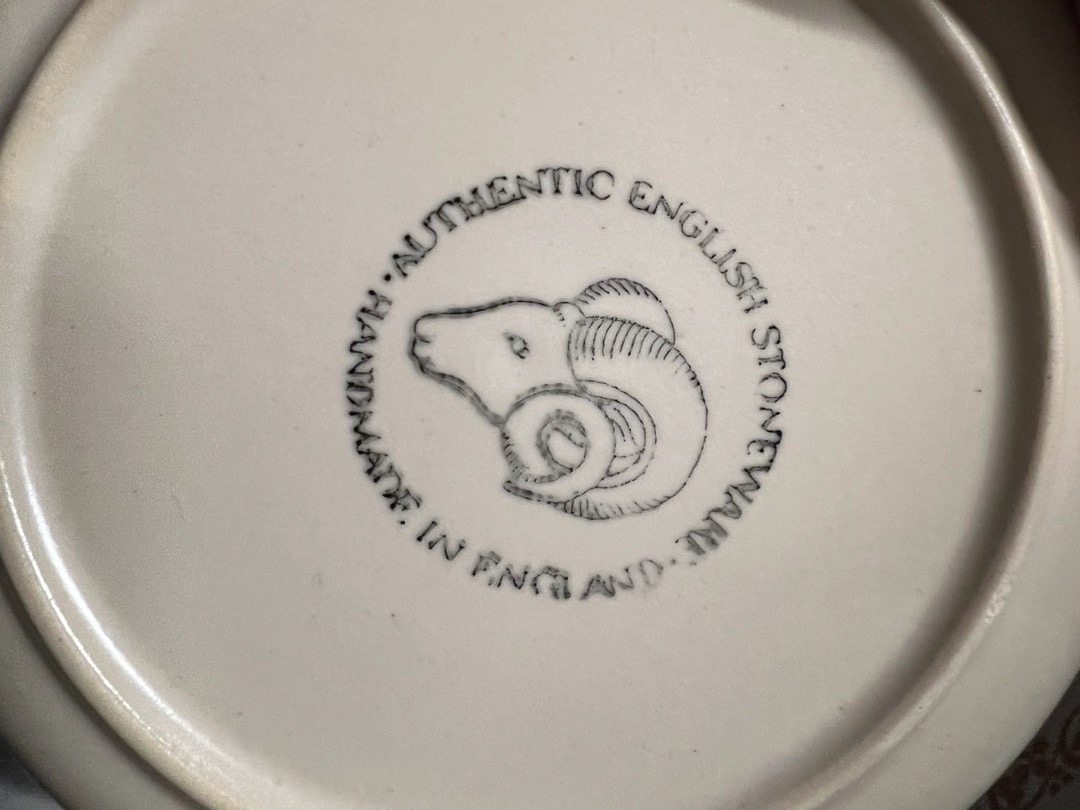 AUTHENTIC ENGLISH STONEWARE ·
HANDMADE · IN ENGLAND ·